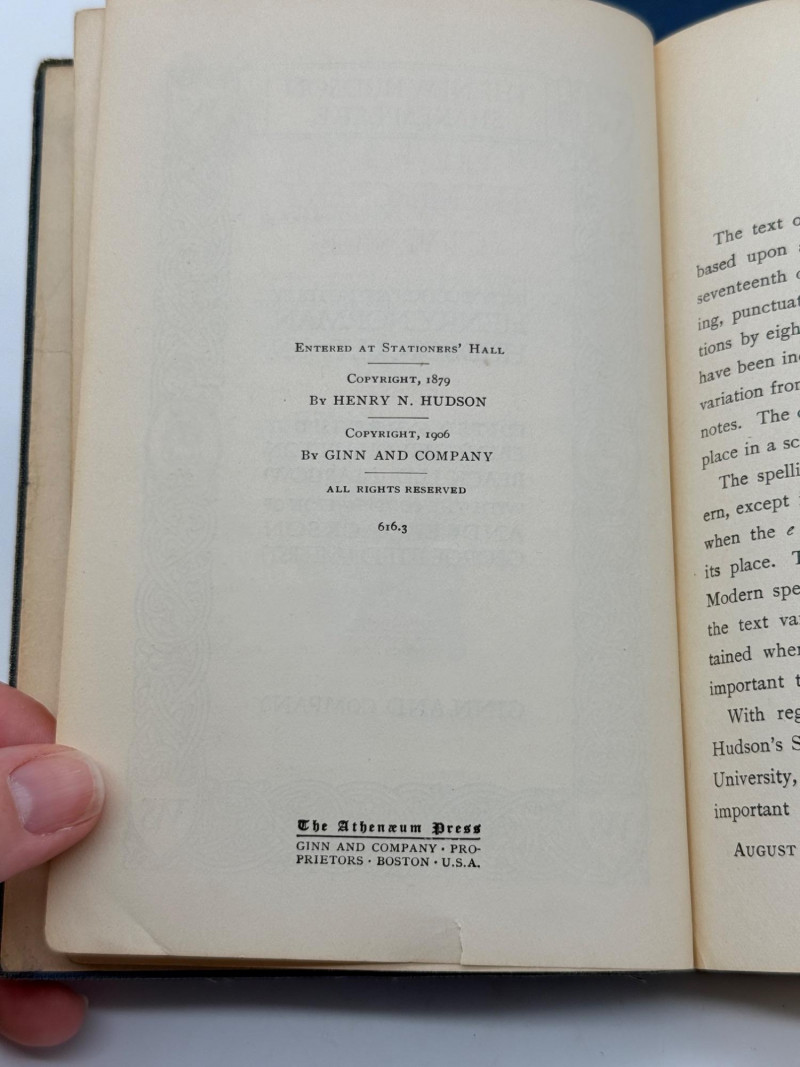 ENTERED AT STATIONERS' HALL
COPYRIGHT, 1879
BY HENRY N. HUDSON
COPYRIGHT, 1906
BY GINN AND COMPANY
ALL RIGHTS RESERVED
616.3
The Athenæum Press
GINN AND COMPANY · PRO-
PRIETORS · BOSTON · U.S.A.
The text
based upon
seventeenth
ing, punctuat
tions by eigh
have been in
variation from
notes. The
place in a sc
The spelli
ern, except
when the e
its place.
Modern spe
the text va
tained wher
important t
With reg
Hudson's S
University,
important
AUGUST